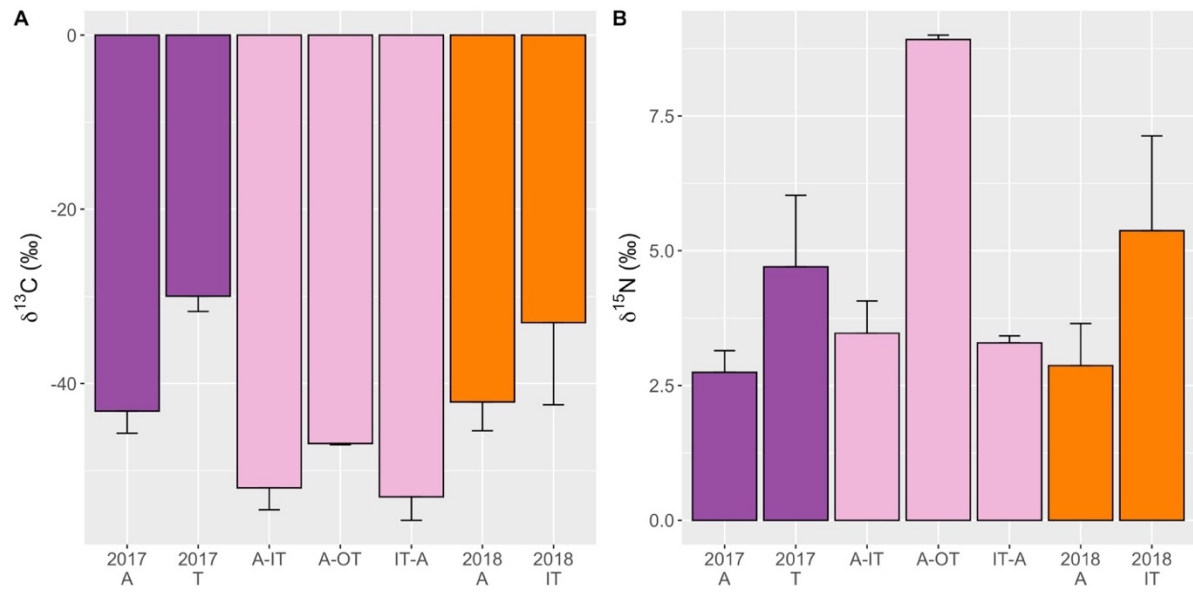 A
δ13C (‰)
0
-20
-40
2017 A
2017 T
A-IT
A-OT
IT-A
2018 A
2018 IT
B
δ15N (‰)
7.5
5.0
2.5
0.0
2017 A
2017 T
A-IT
A-OT
IT-A
2018 A
2018 IT